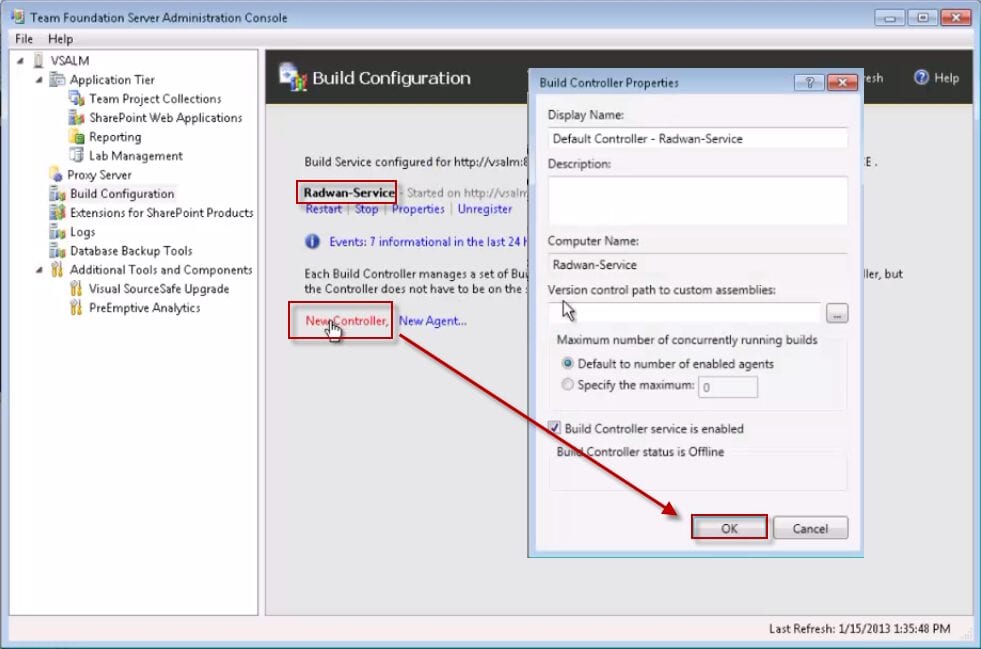 Team Foundation Server Administration Console
File Help
VSALM
Application Tier
Team Project Collections
SharePoint Web Applications
Reporting
Lab Management
Proxy Server
Build Configuration
Extensions for SharePoint Products
Logs
Database Backup Tools
Additional Tools and Components
Visual SourceSafe Upgrade
PreEmptive Analytics
Build Configuration
Help
Build Service configured for http://vsalm:8
Radwan-Service - Started on http://vsalm
Restart | Stop | Properties | Unregister
Events: 7 informational in the last 24
Each Build Controller manages a set of
the Controller does not have to be on the
ller, but
New Controller, New Agent...
Build Controller Properties
Display Name:
Default Controller - Radwan-Service
Description:
Computer Name:
Radwan-Service
Version control path to custom assemblies:
...
Maximum number of concurrently running builds
Default to number of enabled agents
Specify the maximum: 0
Build Controller service is enabled
Build Controller status is Offline
OK Cancel
Last Refresh: 1/15/2013 1:35:48 PM